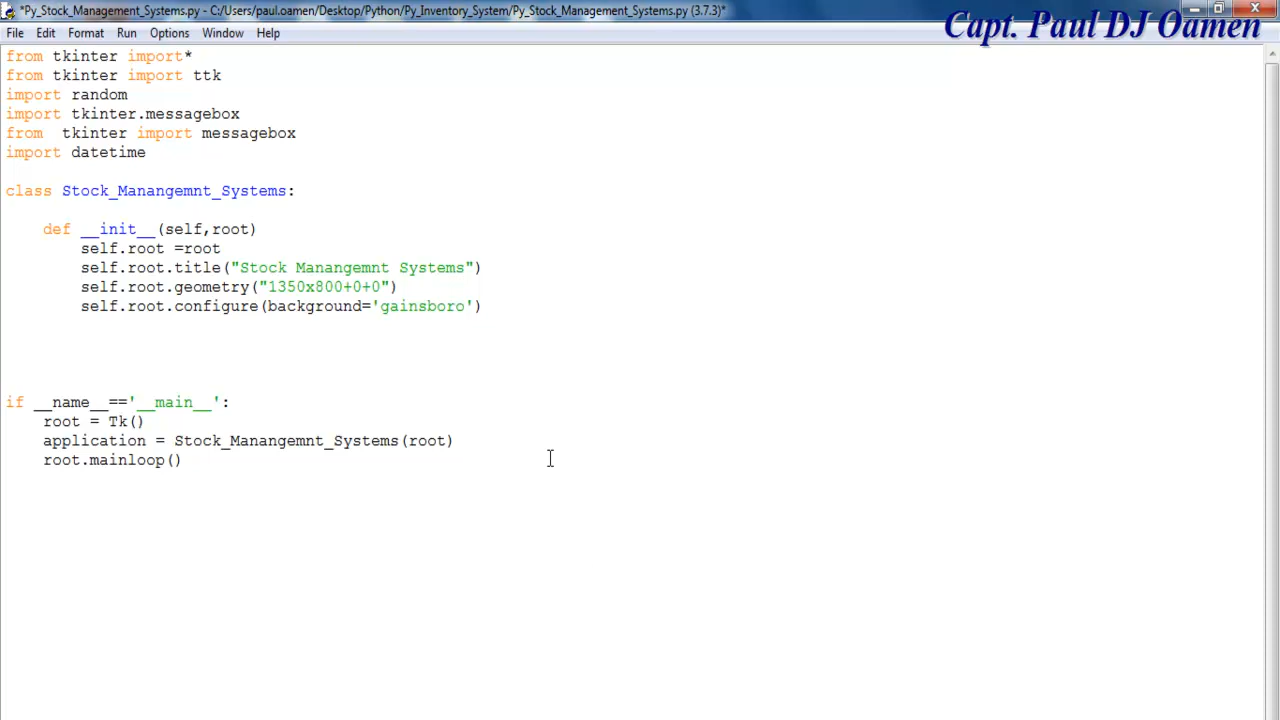 *Py_Stock_Management_Systems.py - C:/Users/paul.oamen/Desktop/Python/Py_Inventory_System/Py_Stock_Management_Systems.py (3.7.3)*
Capt. Paul DJ Oamen
File Edit Format Run Options Window Help
from tkinter import*
from tkinter import ttk
import random
import tkinter.messagebox
from  tkinter import messagebox
import datetime
class Stock_Manangemnt_Systems:
    def __init__(self,root)
        self.root =root
        self.root.title("Stock Manangemnt Systems")
        self.root.geometry("1350x800+0+0")
        self.root.configure(background='gainsboro')
if __name__=='__main__':
    root = Tk()
    application = Stock_Manangemnt_Systems(root)
    root.mainloop()